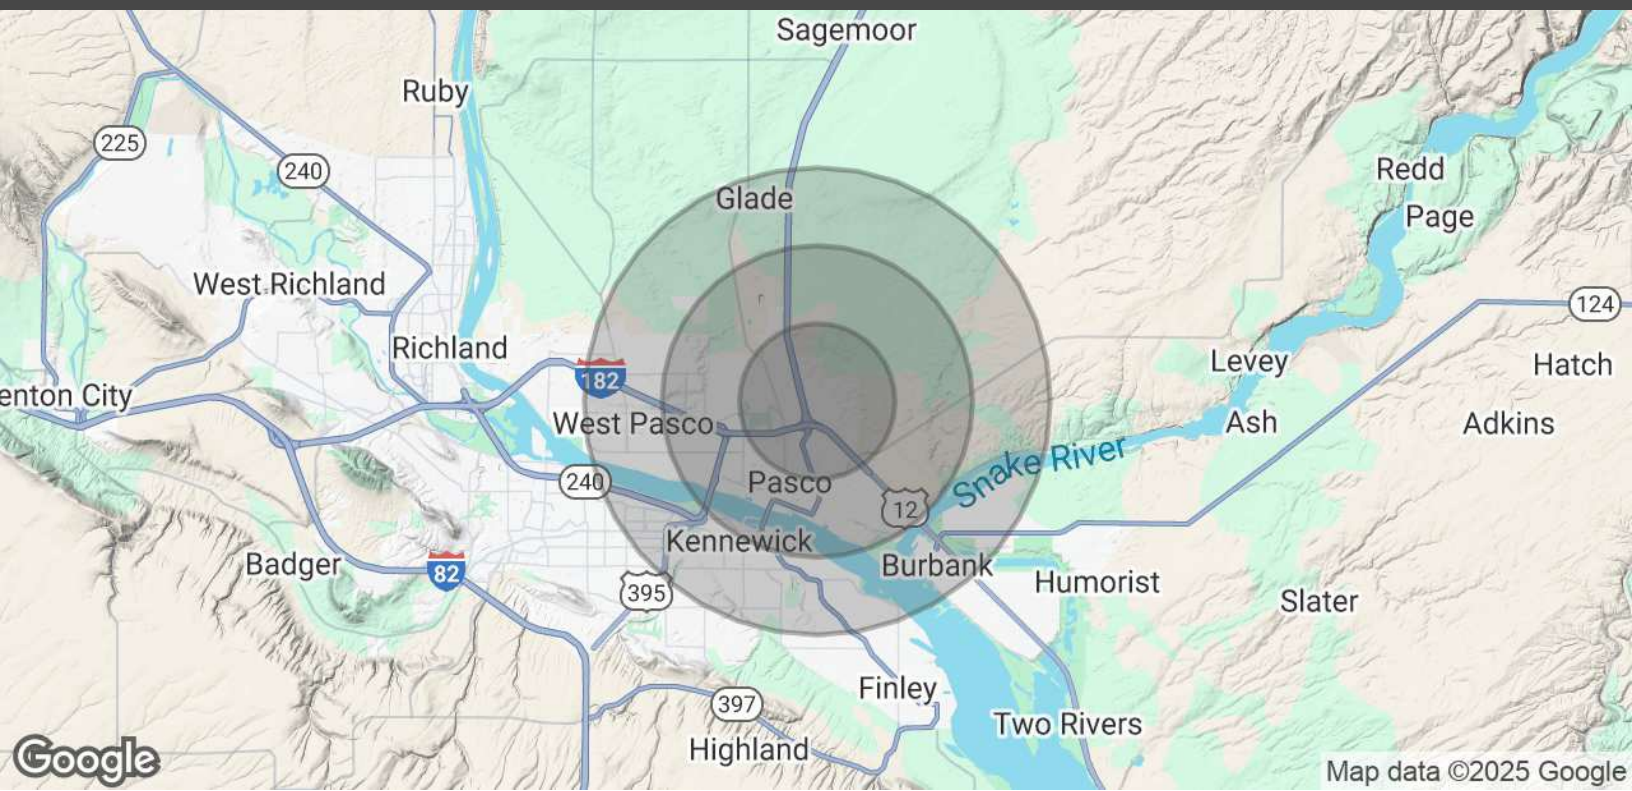 Sagemoor
Ruby
225
240
Redd
Glade
Page
West Richland
124
Richland
Levey
Hatch
182
enton City
West Pasco
Ash
Adkins
Snake River
240
Pasco
12
Kennewick
Badger
82
Burbank
Humorist
395
Slater
Finley
397
Two Rivers
Highland
Google
Map data ©2025 Google